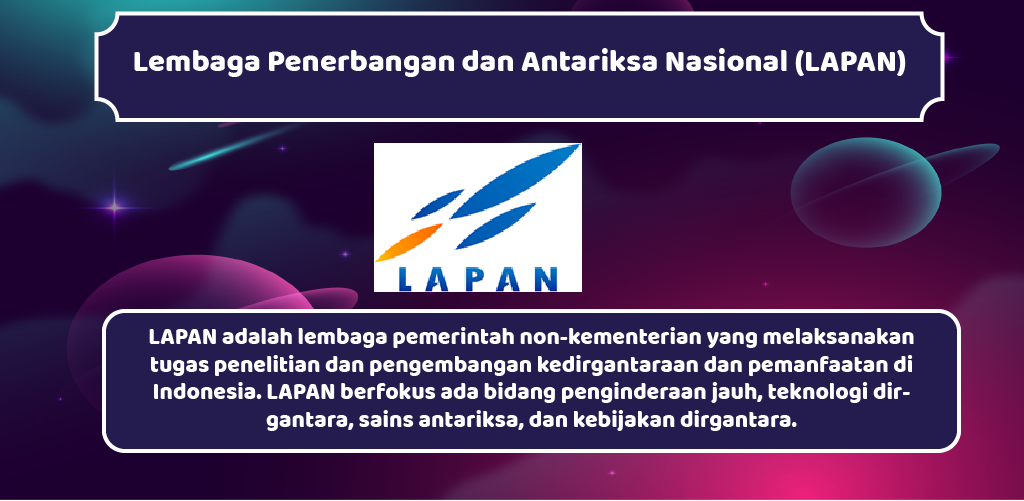 Lembaga Penerbangan dan Antariksa Nasional (LAPAN)
LAPAN
LAPAN adalah lembaga pemerintah non-kementerian yang melaksanakan
tugas penelitian dan pengembangan kedirgantaraan dan pemanfaatan di
Indonesia. LAPAN berfokus ada bidang penginderaan jauh, teknologi dir-
gantara, sains antariksa, dan kebijakan dirgantara.